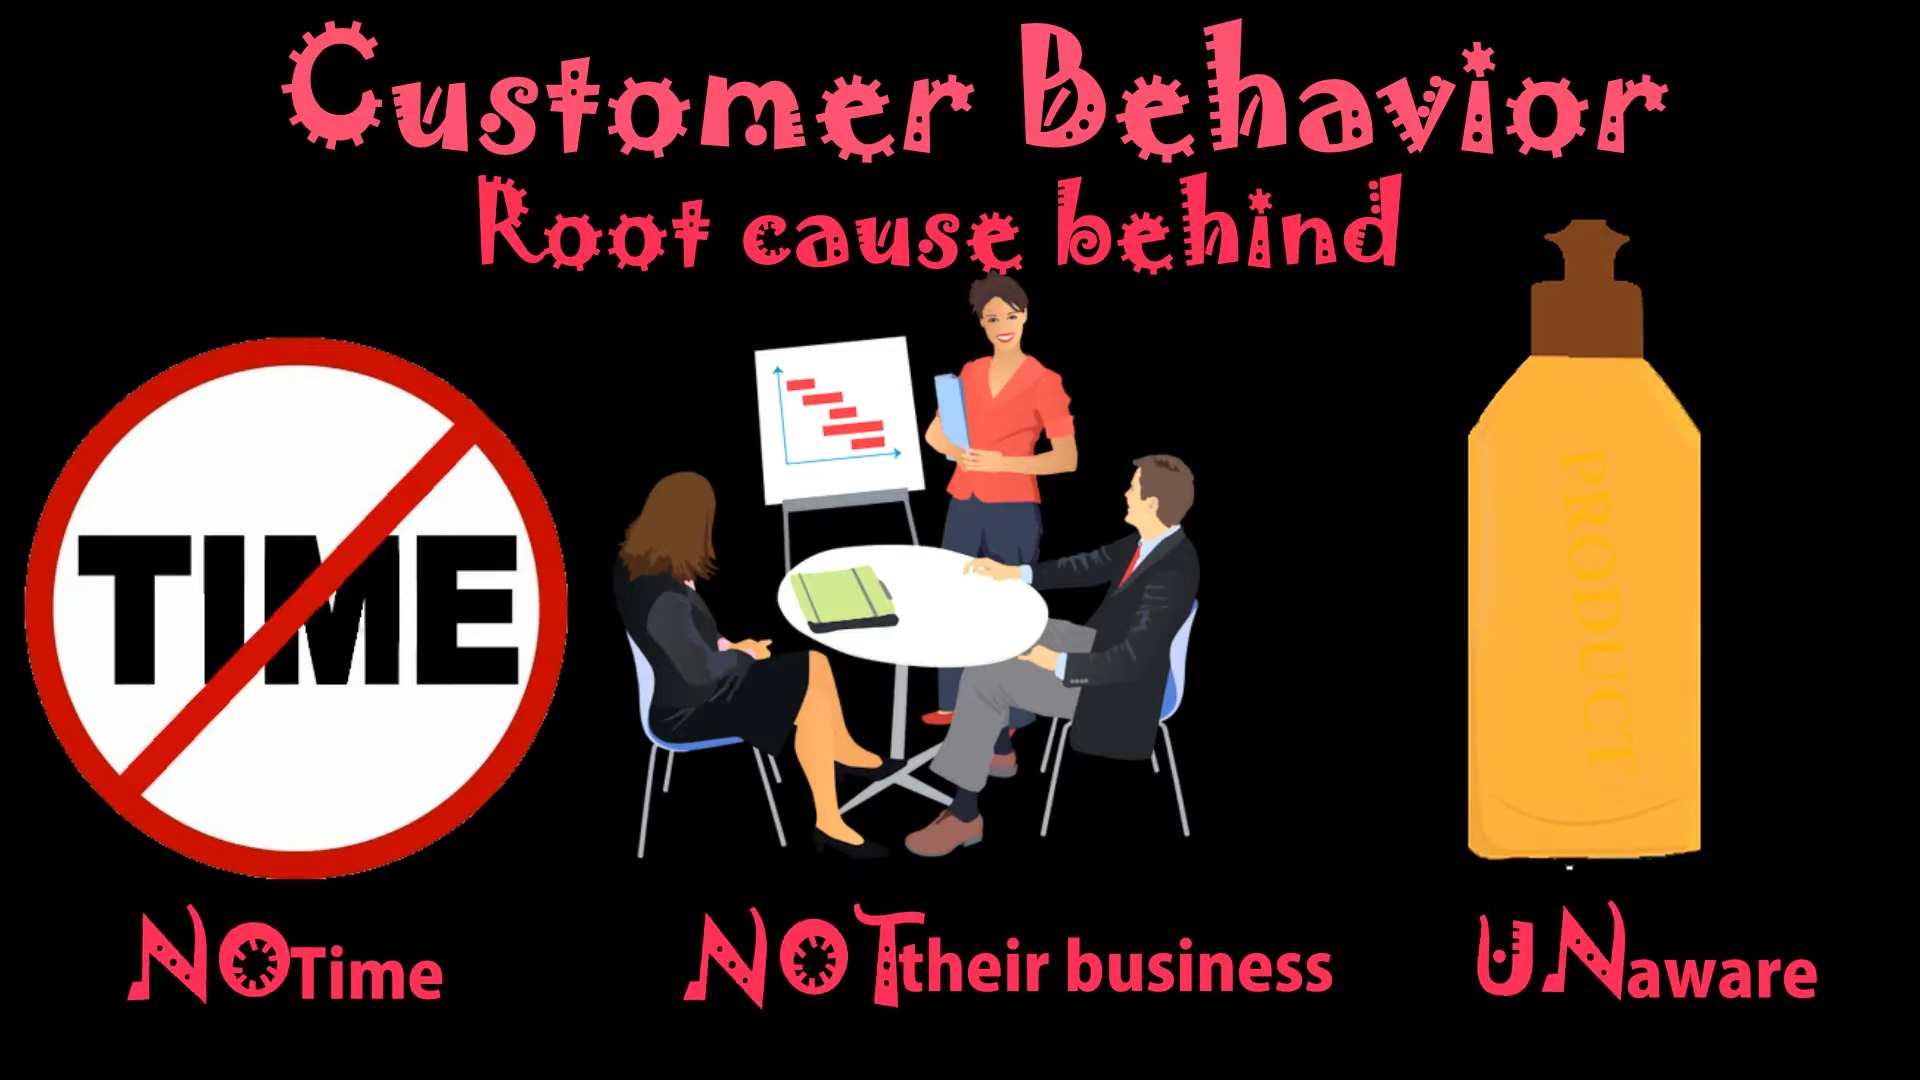 Customer Behavior
Root cause behind
TIME
PRODUCT
NOTime
NOTtheir business
UNaware